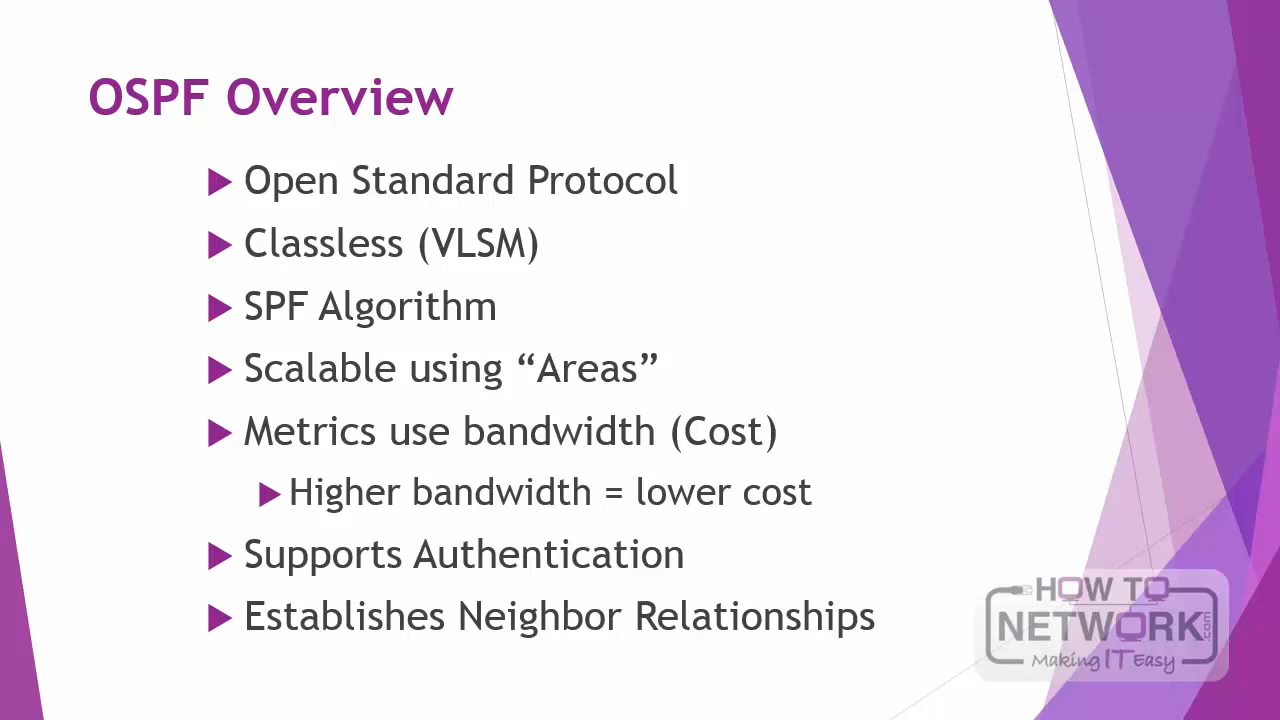 OSPF Overview
Open Standard Protocol
Classless (VLSM)
SPF Algorithm
Scalable using “Areas”
Metrics use bandwidth (Cost)
Higher bandwidth = lower cost
Supports Authentication
Establishes Neighbor Relationships
HOW TO
NETWORK.com
Making IT Easy